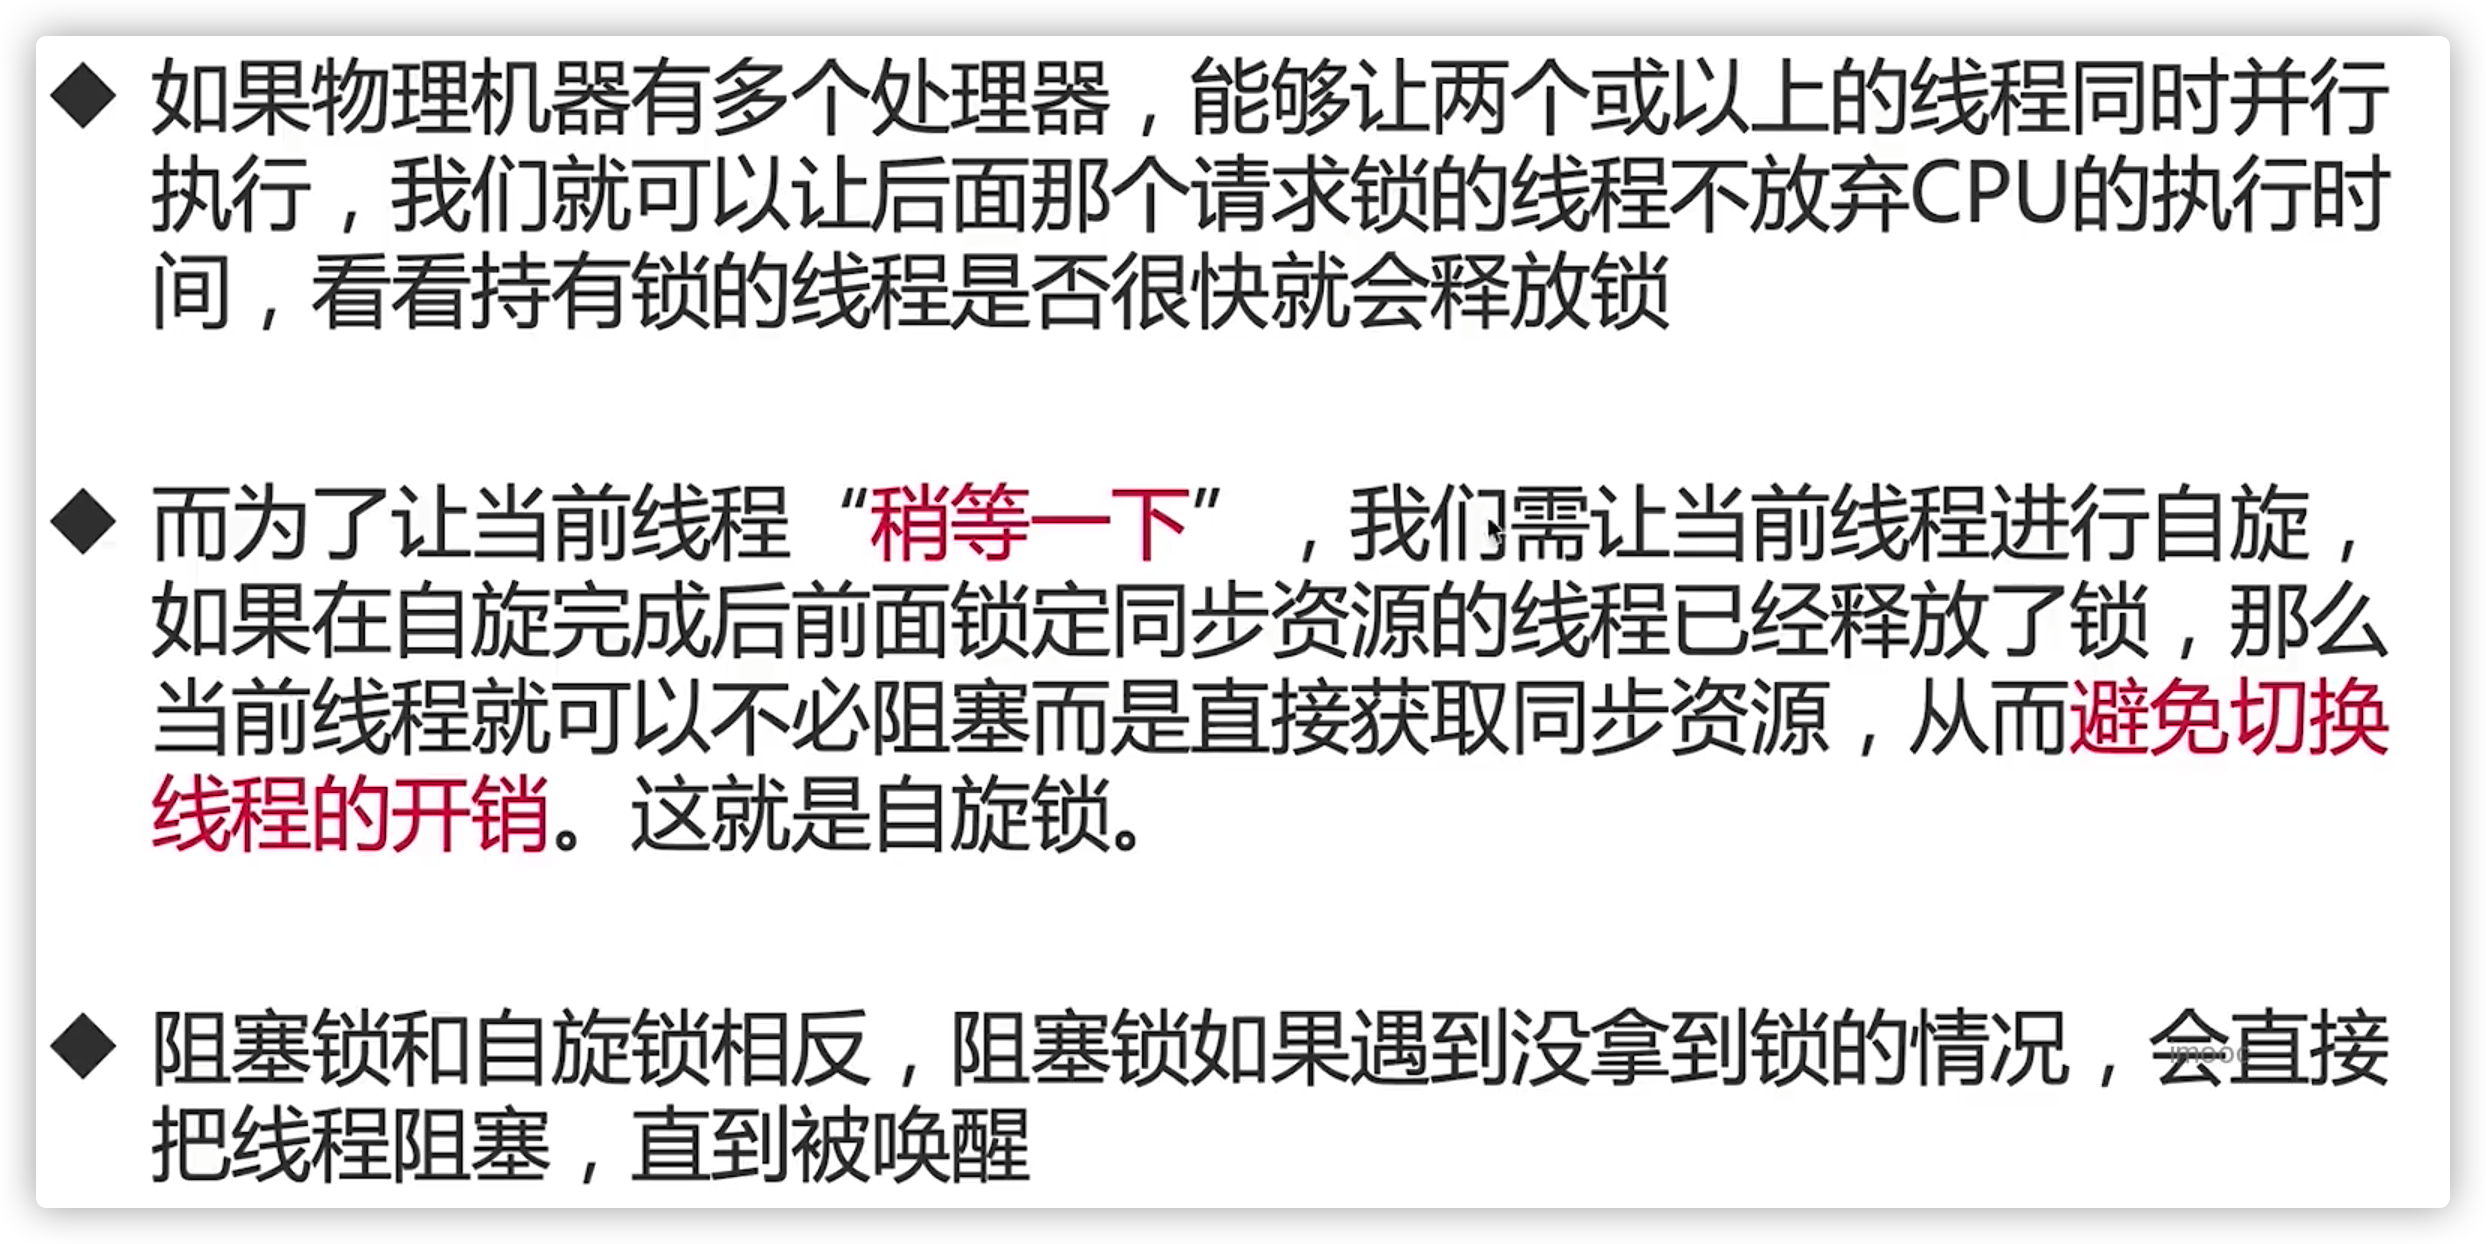 ◆ 如果物理机器有多个处理器，能够让两个或以上的线程同时并行
执行，我们就可以让后面那个请求锁的线程不放弃CPU的执行时
间，看看持有锁的线程是否很快就会释放锁
◆ 而为了让当前线程 “稍等一下” ，我们需让当前线程进行自旋，
如果在自旋完成后前面锁定同步资源的线程已经释放了锁，那么
当前线程就可以不必阻塞而是直接获取同步资源，从而避免切换
线程的开销。这就是自旋锁。
◆ 阻塞锁和自旋锁相反，阻塞锁如果遇到没拿到锁的情况，会直接
把线程阻塞，直到被唤醒
imooc